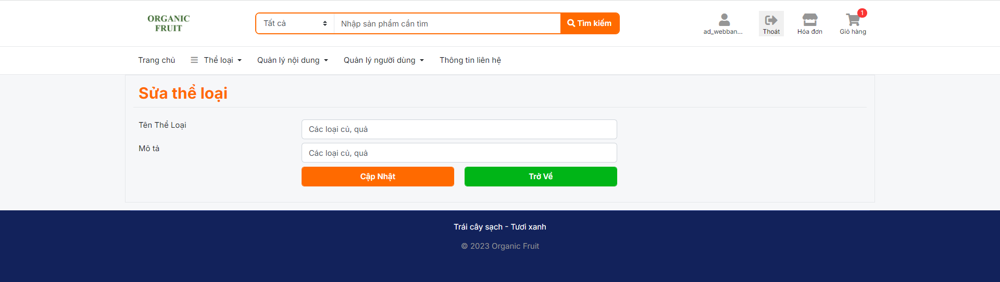 ORGANIC
FRUIT
Tất cả
Nhập sản phẩm cần tìm
Tìm kiếm
ad_webban...
Thoát
Hóa đơn
1
Giỏ hàng
Trang chủ
Thể loại
Quản lý nội dung
Quản lý người dùng
Thông tin liên hệ
Sửa thể loại
Tên Thể Loại
Các loại củ, quả
Mô tả
Các loại củ, quả
Cập Nhật
Trở Về
Trái cây sạch - Tươi xanh
© 2023 Organic Fruit